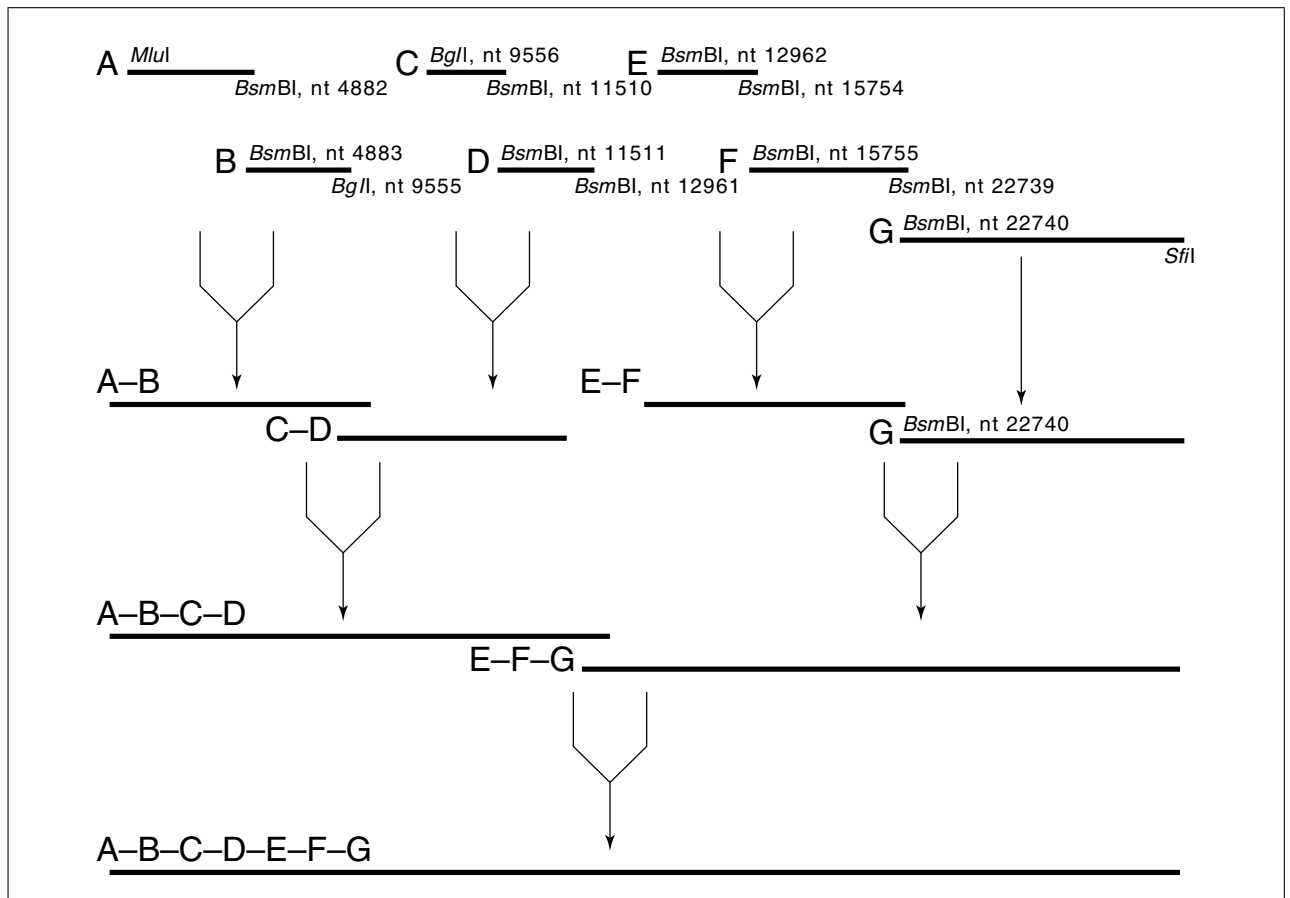 A MluI
BsmBI, nt 4882
C BglI, nt 9556
BsmBI, nt 11510
E BsmBI, nt 12962
BsmBI, nt 15754
B BsmBI, nt 4883
BglI, nt 9555
D BsmBI, nt 11511
BsmBI, nt 12961
F BsmBI, nt 15755
BsmBI, nt 22739
G BsmBI, nt 22740
SfiI
A–B
C–D
E–F
G BsmBI, nt 22740
A–B–C–D
E–F–G
A–B–C–D–E–F–G